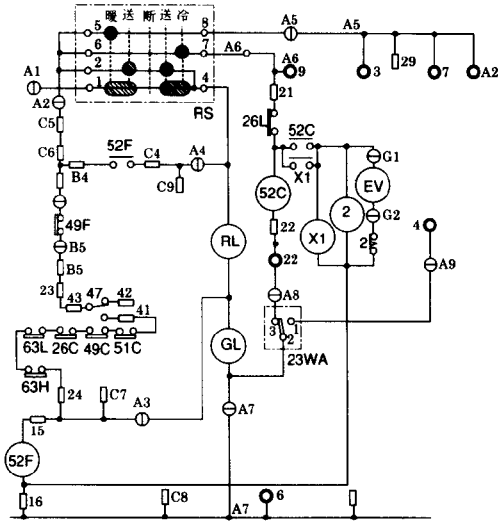 暖 送 断 送 冷
5 8 A5 A5
6 7 A6 A6
2 9 3 29 7 A2
A1 1 4
A2 RS 21
C5 26L 52C
C6 52F C4 A4 X1 G1
B4 C9 52C EV
49F 22 X1 2 G2
B5 RL 2 4
B5 22
23 A8 A9
43 47 42
41 3 1
2
63L 26C 49C 51C GL 23WA
63H
24 C7 A3 A7
15
52F
16 C8 A7 6